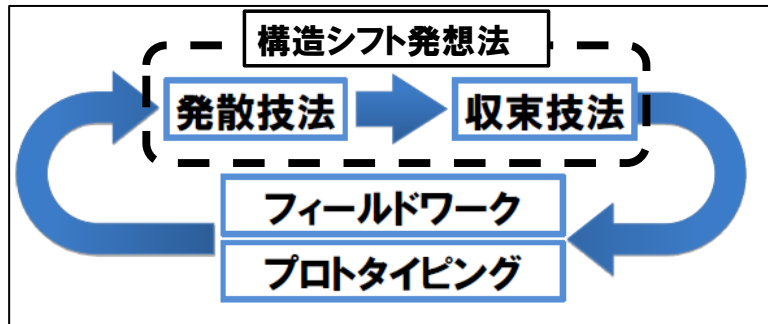 構造シフト発想法
発散技法
収束技法
フィールドワーク
プロトタイピング